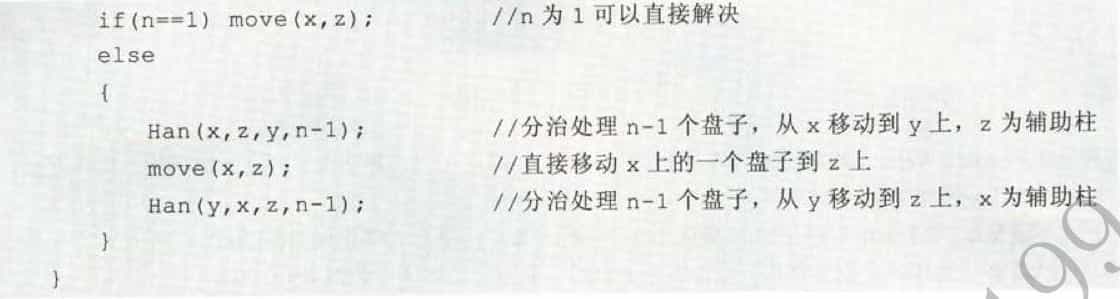 if(n==1) move(x,z); //n 为 1 可以直接解决
else
{
Han(x,z,y,n-1); //分治处理 n-1 个盘子，从 x 移动到 y 上，z 为辅助柱
move(x,z); //直接移动 x 上的一个盘子到 z 上
Han(y,x,z,n-1); //分治处理 n-1 个盘子，从 y 移动到 z 上，x 为辅助柱
}
}
199